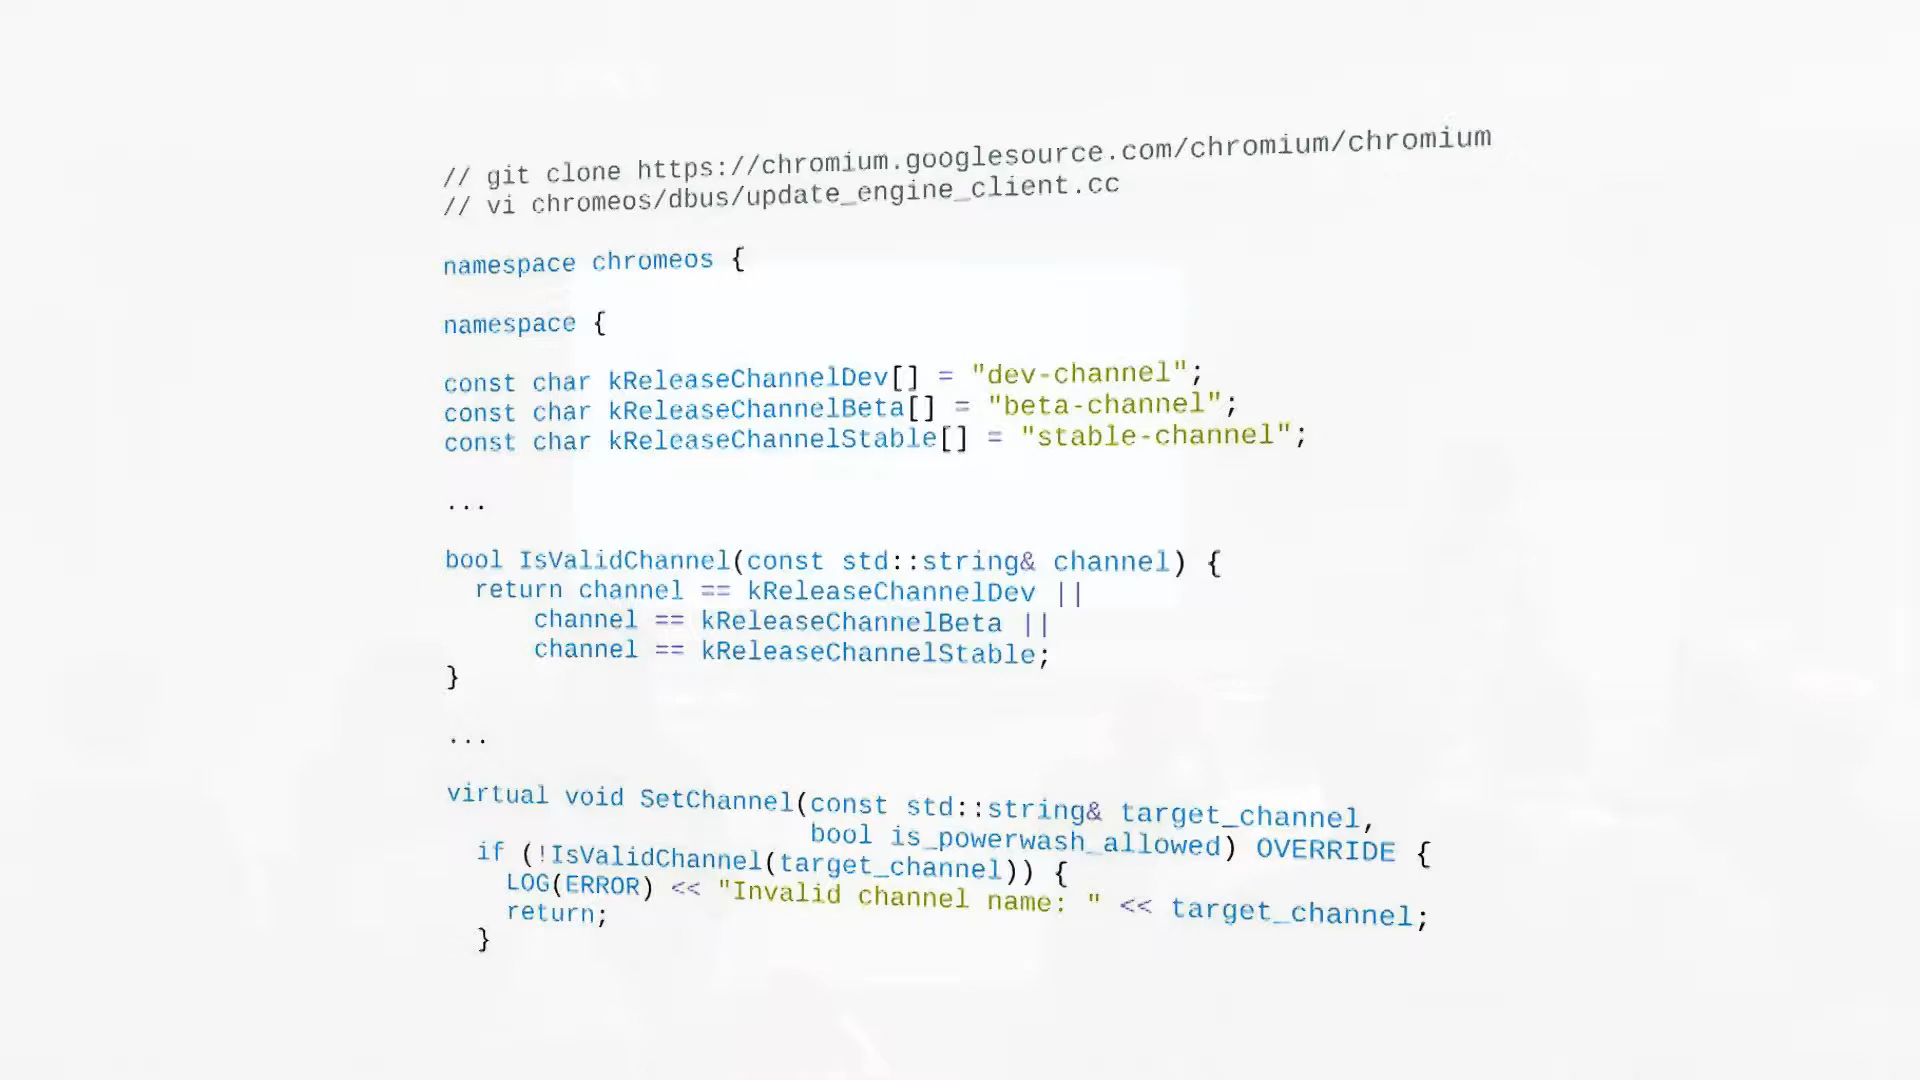 // git clone https://chromium.googlesource.com/chromium/chromium
// vi chromeos/dbus/update_engine_client.cc
namespace chromeos {
namespace {
const char kReleaseChannelDev[] = "dev-channel";
const char kReleaseChannelBeta[] = "beta-channel";
const char kReleaseChannelStable[] = "stable-channel";
...
bool IsValidChannel(const std::string& channel) {
return channel == kReleaseChannelDev ||
channel == kReleaseChannelBeta ||
channel == kReleaseChannelStable;
}
...
virtual void SetChannel(const std::string& target_channel,
bool is_powerwash_allowed) OVERRIDE {
if (!IsValidChannel(target_channel)) {
LOG(ERROR) << "Invalid channel name: " << target_channel;
return;
}